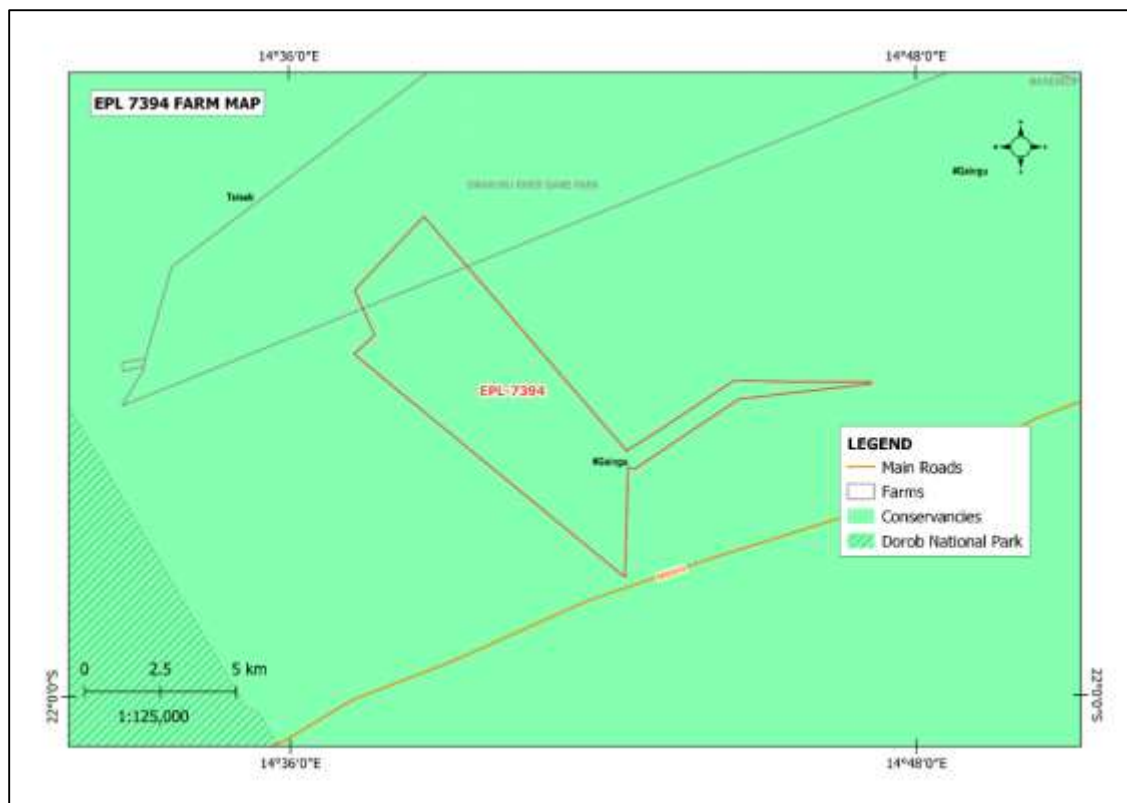 14°36'0"E
14°48'0"E
EPL 7394 FARM MAP
#Gaingu
EPL-7394
#Gaingu
LEGEND
Main Roads
Farms
Conservancies
Dorob National Park
0 2.5 5 km
1:125,000
22°0'0"S
22°0'0"S
14°36'0"E
14°48'0"E